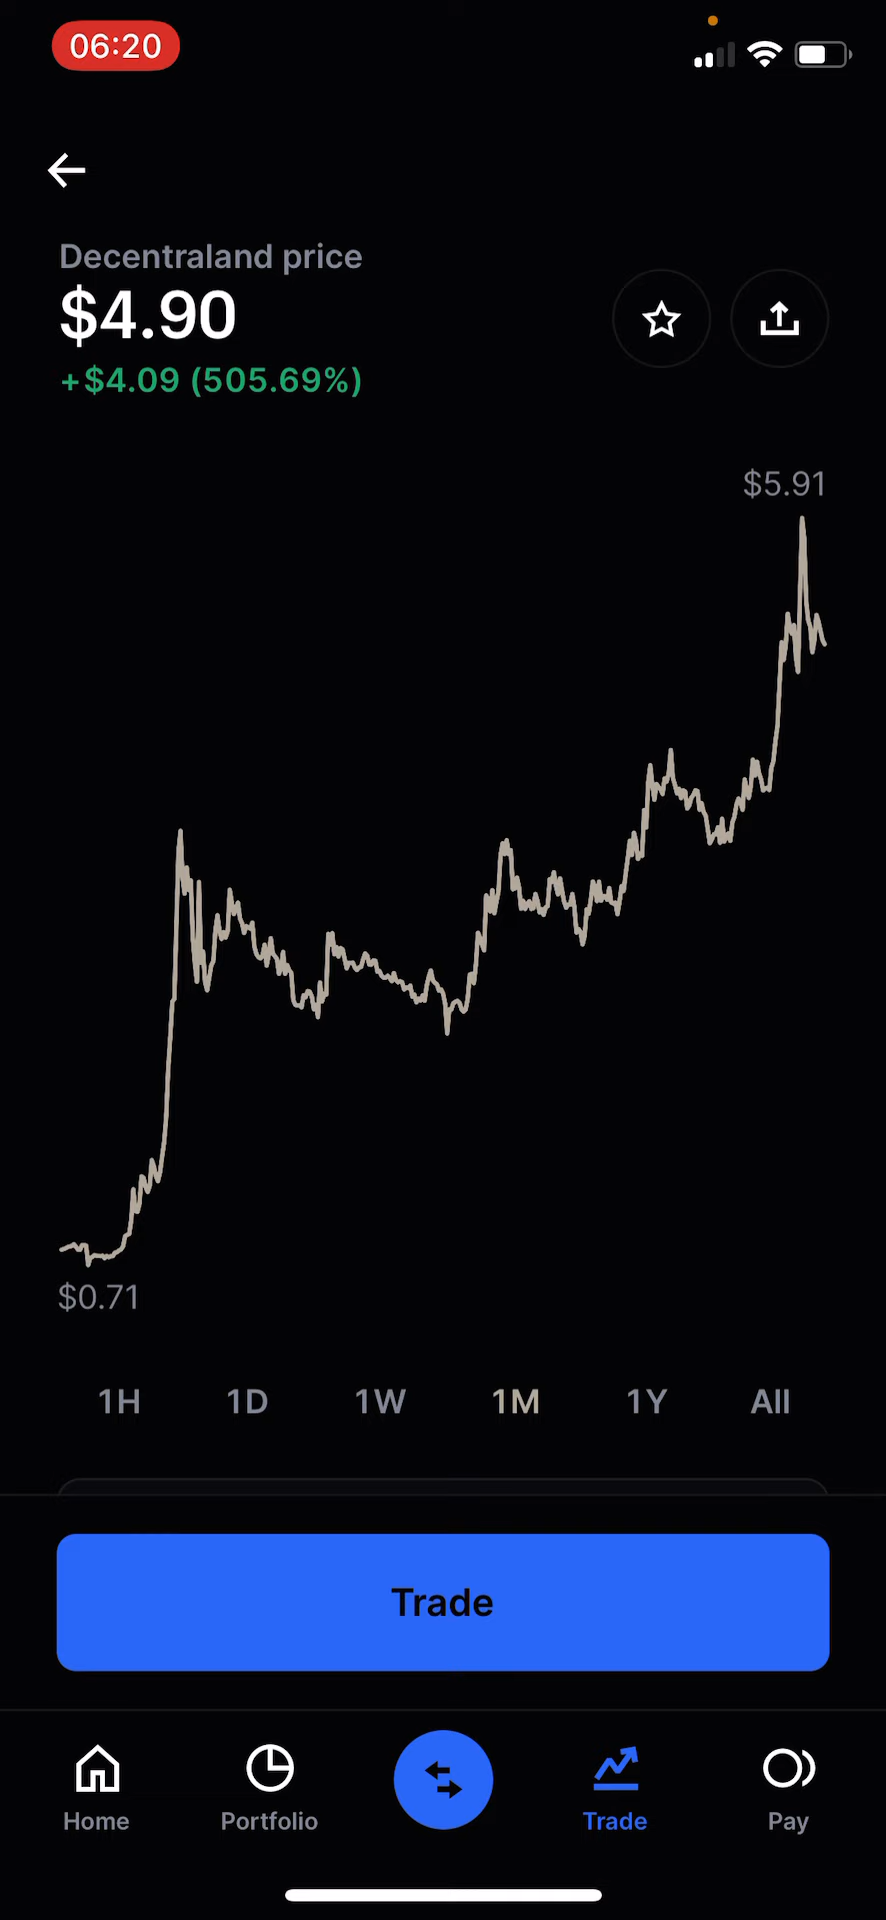 06:20
Decentraland price
$4.90
+$4.09 (505.69%)
$5.91
$0.71
1H 1D 1W 1M 1Y All
Trade
Home Portfolio Trade Pay